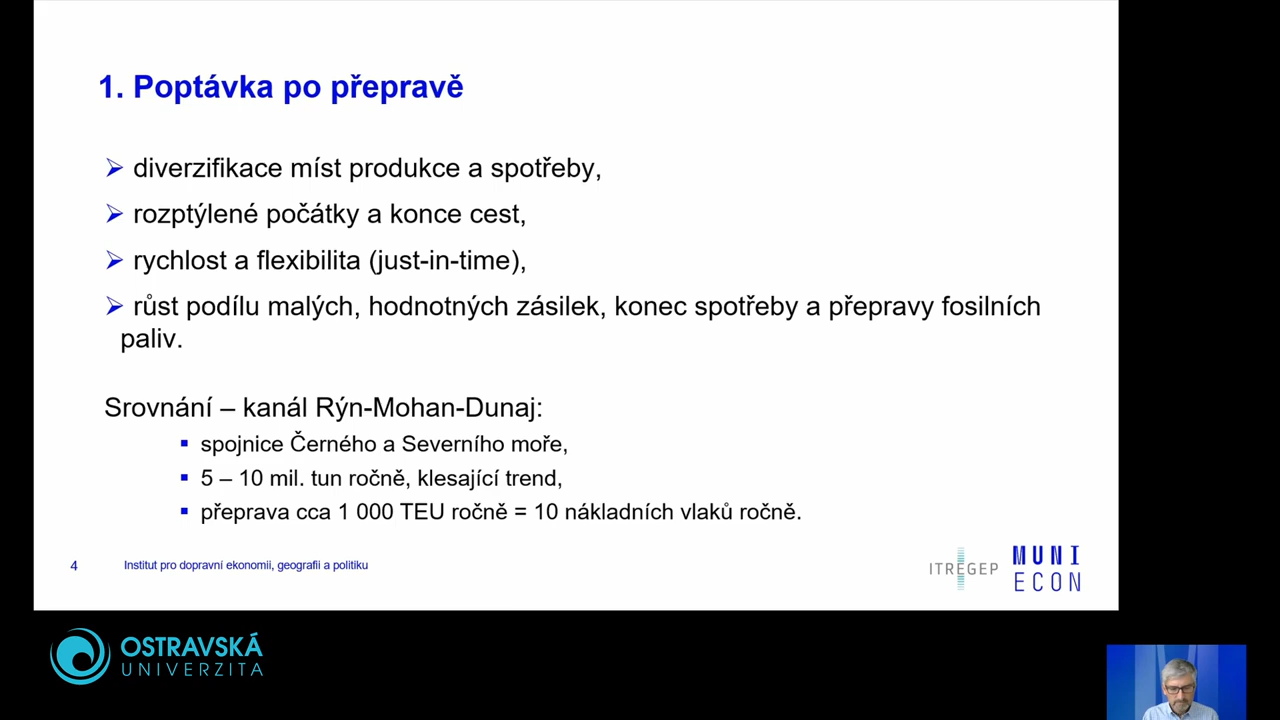 1. Poptávka po přepravě
diverzifikace míst produkce a spotřeby,
rozptýlené počátky a konce cest,
rychlost a flexibilita (just-in-time),
růst podílu malých, hodnotných zásilek, konec spotřeby a přepravy fosilních
paliv.
Srovnání – kanál Rýn-Mohan-Dunaj:
spojnice Černého a Severního moře,
5 – 10 mil. tun ročně, klesající trend,
přeprava cca 1 000 TEU ročně = 10 nákladních vlaků ročně.
4 Institut pro dopravní ekonomii, geografii a politiku
ITREGEP
MUNI
ECON
OSTRAVSKÁ
UNIVERZITA